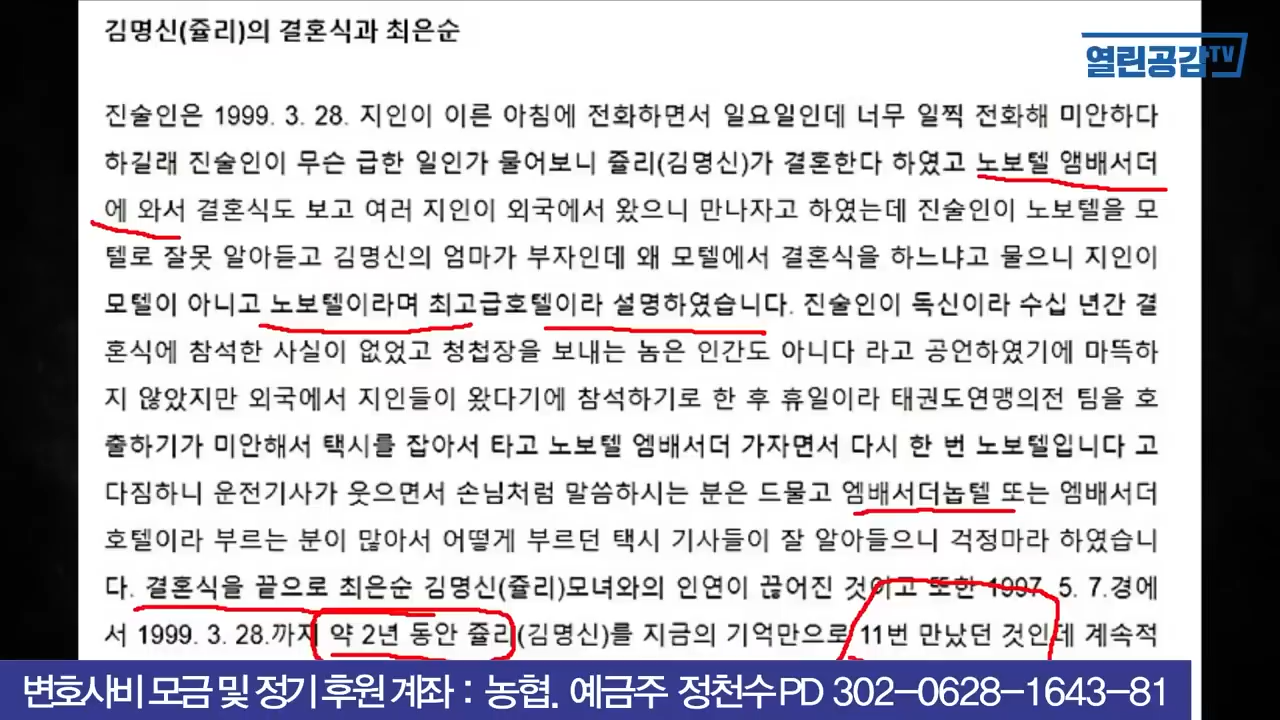 김명신(쥴리)의 결혼식과 최은순
열린공감TV
진술인은 1999. 3. 28. 지인이 이른 아침에 전화하면서 일요일인데 너무 일찍 전화해 미안하다
하길래 진술인이 무슨 급한 일인가 물어보니 쥴리(김명신)가 결혼한다 하였고 노보텔 앰배서더
에 와서 결혼식도 보고 여러 지인이 외국에서 왔으니 만나자고 하였는데 진술인이 노보텔을 모
텔로 잘못 알아듣고 김명신의 엄마가 부자인데 왜 모텔에서 결혼식을 하느냐고 물으니 지인이
모텔이 아니고 노보텔이라며 최고급호텔이라 설명하였습니다. 진술인이 독신이라 수십 년간 결
혼식에 참석한 사실이 없었고 청첩장을 보내는 놈은 인간도 아니다 라고 공언하였기에 마뜩하
지 않았지만 외국에서 지인들이 왔다기에 참석하기로 한 후 휴일이라 태권도연맹의전 팀을 호
출하기가 미안해서 택시를 잡아서 타고 노보텔 엠배서더 가자면서 다시 한 번 노보텔입니다 고
다짐하니 운전기사가 웃으면서 손님처럼 말씀하시는 분은 드물고 엠배서더놉텔 또는 엠배서더
호텔이라 부르는 분이 많아서 어떻게 부르던 택시 기사들이 잘 알아들으니 걱정마라 하였습니
다. 결혼식을 끝으로 최은순 김명신(쥴리)모녀와의 인연이 끊어진 것이고 또한 1997. 5. 7.경에
서 1999. 3. 28.까지 약 2년 동안 쥴리(김명신)를 지금의 기억만으로 11번 만났던 것인데 계속적
변호사비 모금 및 정기 후원 계좌 : 농협. 예금주 정천수PD 302-0628-1643-81